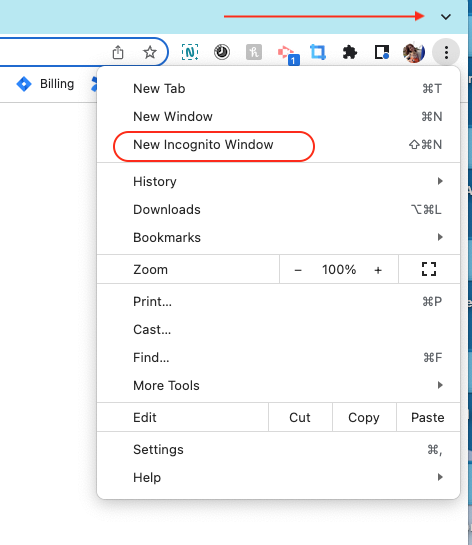 1
Billing
New Tab ⌘T
New Window ⌘N
New Incognito Window ⇧⌘N
History
Downloads ⌥⌘L
Bookmarks
Zoom − 100% +
Print... ⌘P
Cast...
Find... ⌘F
More Tools
Edit Cut Copy Paste
Settings ⌘,
Help